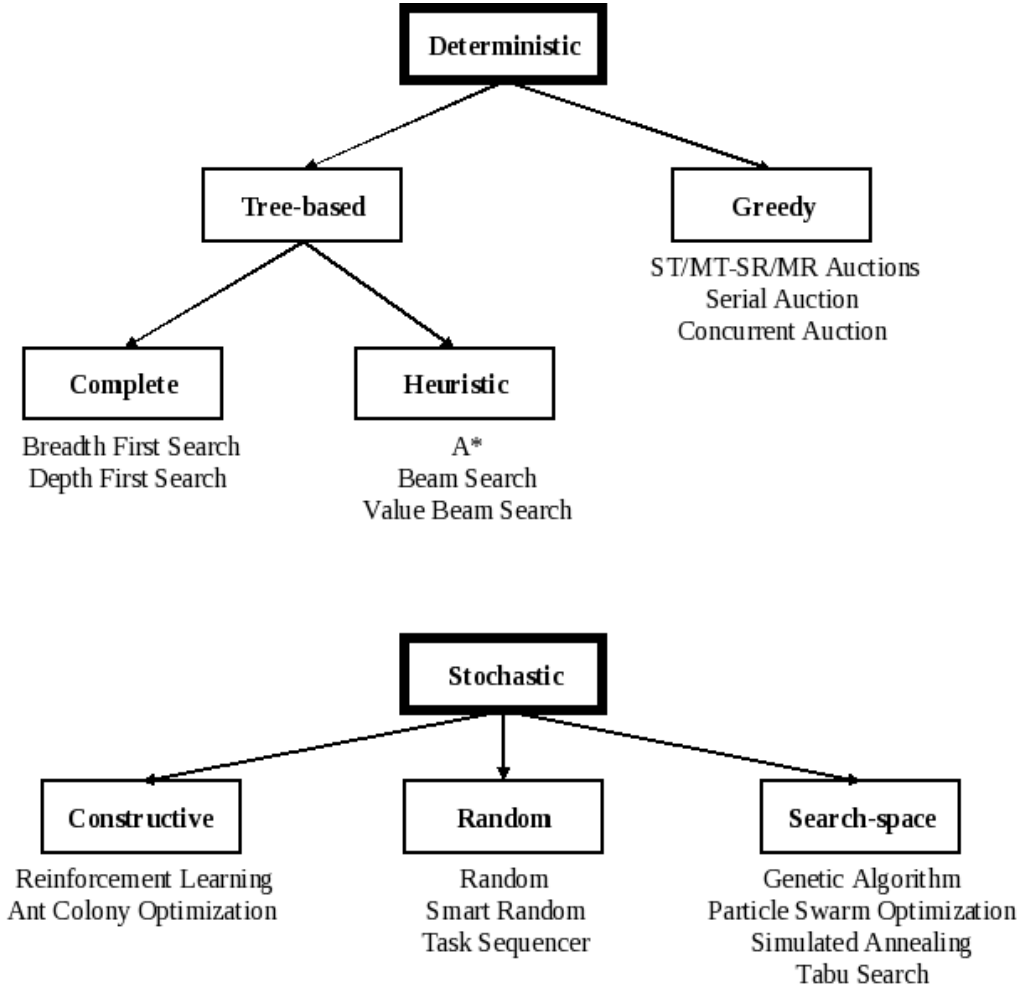 Deterministic
Tree-based
Greedy
ST/MT-SR/MR Auctions
Serial Auction
Concurrent Auction
Complete
Heuristic
Breadth First Search
Depth First Search
A*
Beam Search
Value Beam Search
Stochastic
Constructive
Random
Search-space
Reinforcement Learning
Ant Colony Optimization
Random
Smart Random
Task Sequencer
Genetic Algorithm
Particle Swarm Optimization
Simulated Annealing
Tabu Search